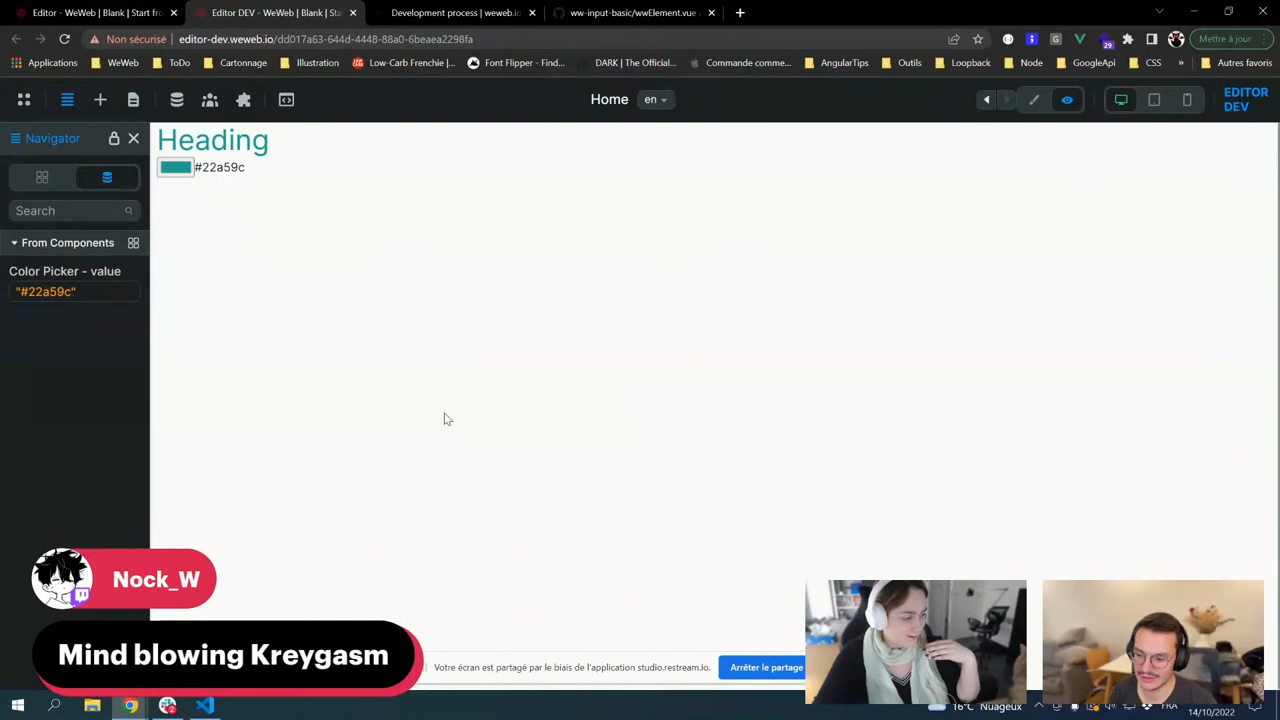 Editor - WeWeb | Blank | Start fro
Editor DEV - WeWeb | Blank | Sta
Development process | weweb.io
ww-input-basic/wwElement.vue
Non sécurisé
editor-dev.weweb.io/dd017a63-644d-4448-88a0-6beaea2298fa
Mettre à jour
Applications
WeWeb
ToDo
Cartonnage
Illustration
Low-Carb Frenchie |...
Font Flipper - Find...
DARK | The Official...
Commande comme...
AngularTips
Outils
Loopback
Node
GoogleApi
CSS
»
Autres favoris
Home
en
EDITOR
DEV
Navigator
Search
From Components
Color Picker - value
"#22a59c"
Heading
#22a59c
Nock_W
Mind blowing Kreygasm
Votre écran est partagé par le biais de l'application studio.restream.io.
Arrêter le partage
16°C Nuageux
14/10/2022